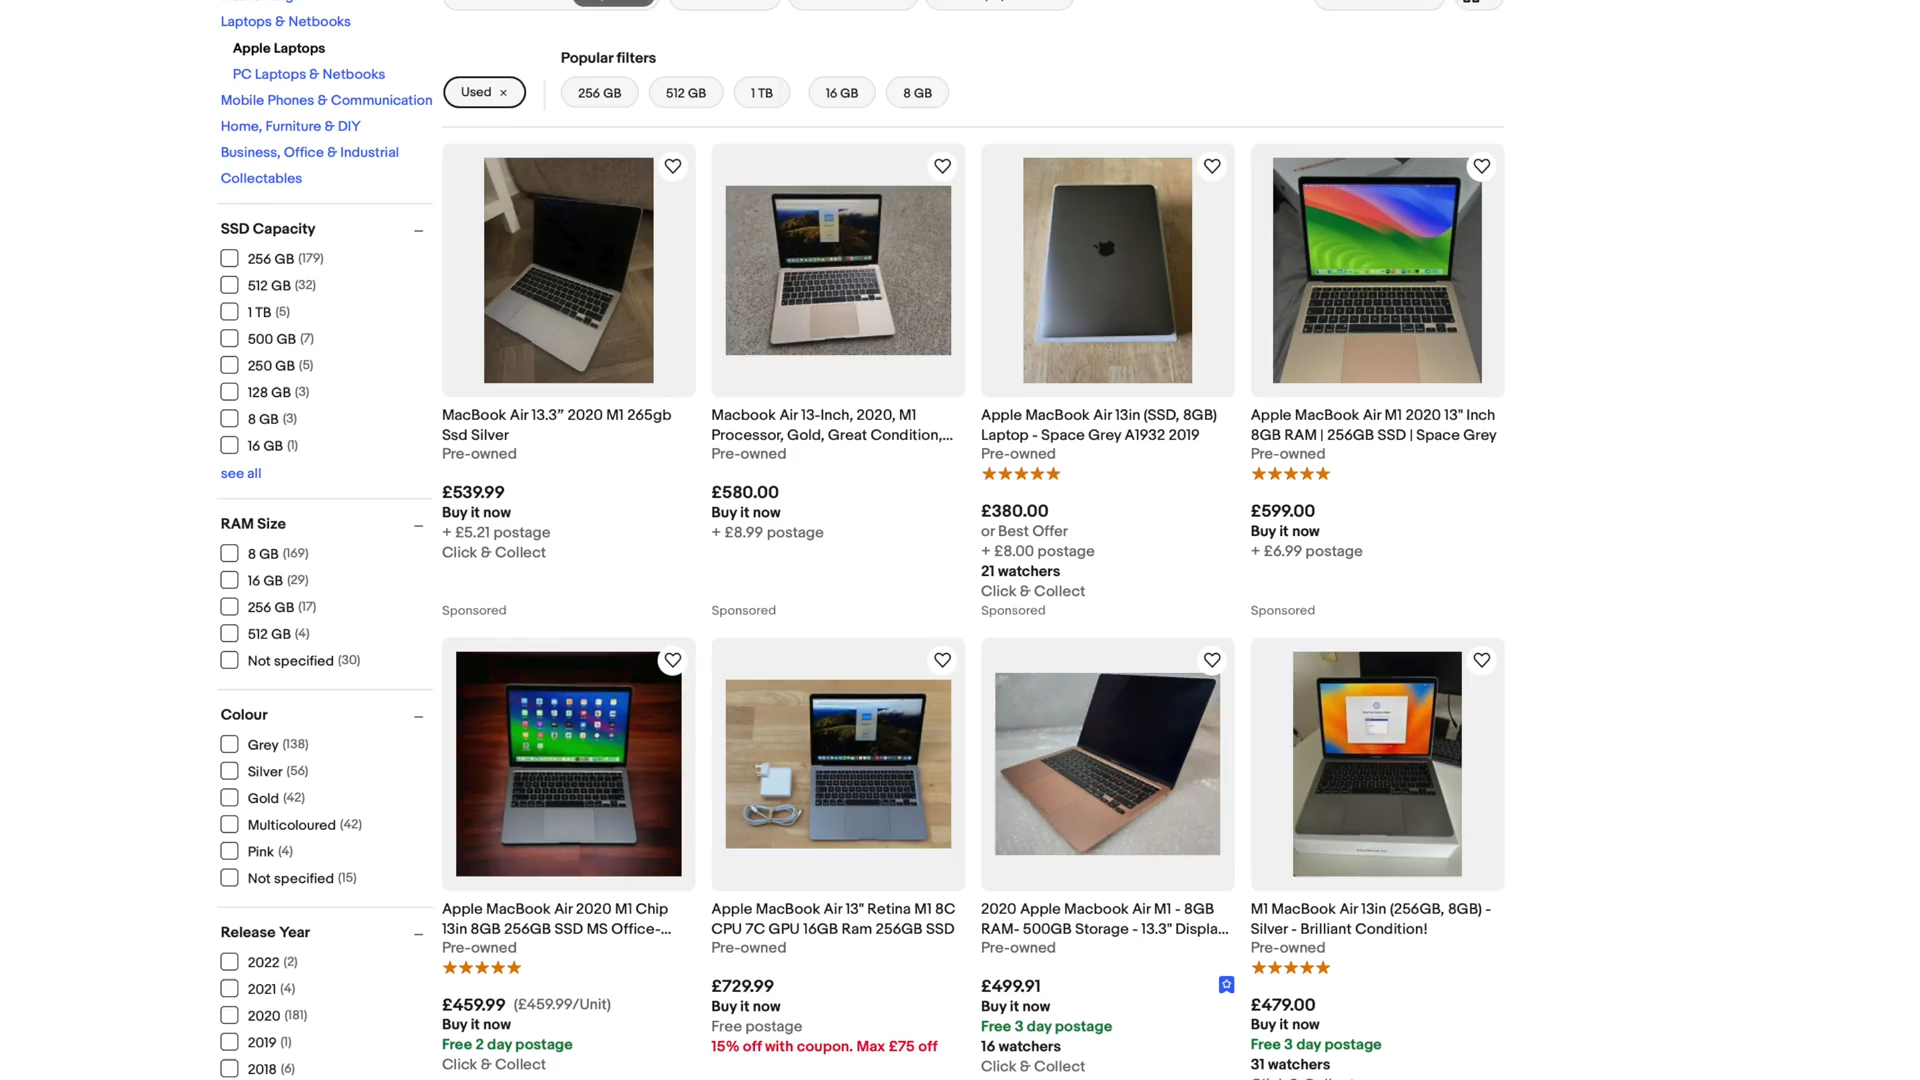 Laptops & Netbooks
Apple Laptops
PC Laptops & Netbooks
Mobile Phones & Communication
Home, Furniture & DIY
Business, Office & Industrial
Collectables
SSD Capacity
256 GB (179)
512 GB (32)
1 TB (5)
500 GB (7)
250 GB (5)
128 GB (3)
8 GB (3)
16 GB (1)
see all
RAM Size
8 GB (169)
16 GB (29)
256 GB (17)
512 GB (4)
Not specified (30)
Colour
Grey (138)
Silver (56)
Gold (42)
Multicoloured (42)
Pink (4)
Not specified (15)
Release Year
2022 (2)
2021 (4)
2020 (181)
2019 (1)
2018 (6)
Popular filters
Used ×
256 GB
512 GB
1 TB
16 GB
8 GB
MacBook Air 13.3” 2020 M1 265gb
Ssd Silver
Pre-owned
£539.99
Buy it now
+ £5.21 postage
Click & Collect
Sponsored
Macbook Air 13-Inch, 2020, M1
Processor, Gold, Great Condition,...
Pre-owned
£580.00
Buy it now
+ £8.99 postage
Sponsored
Apple MacBook Air 13in (SSD, 8GB)
Laptop - Space Grey A1932 2019
Pre-owned
£380.00
or Best Offer
+ £8.00 postage
21 watchers
Click & Collect
Sponsored
Apple MacBook Air M1 2020 13" Inch
8GB RAM | 256GB SSD | Space Grey
Pre-owned
£599.00
Buy it now
+ £6.99 postage
Sponsored
Apple MacBook Air 2020 M1 Chip
13in 8GB 256GB SSD MS Office-...
Pre-owned
£459.99 (£459.99/Unit)
Buy it now
Free 2 day postage
Click & Collect
Apple MacBook Air 13" Retina M1 8C
CPU 7C GPU 16GB Ram 256GB SSD
Pre-owned
£729.99
Buy it now
Free postage
15% off with coupon. Max £75 off
2020 Apple Macbook Air M1 - 8GB
RAM- 500GB Storage - 13.3" Displa...
Pre-owned
£499.91
Buy it now
Free 3 day postage
16 watchers
Click & Collect
M1 MacBook Air 13in (256GB, 8GB) -
Silver - Brilliant Condition!
Pre-owned
£479.00
Buy it now
Free 3 day postage
31 watchers